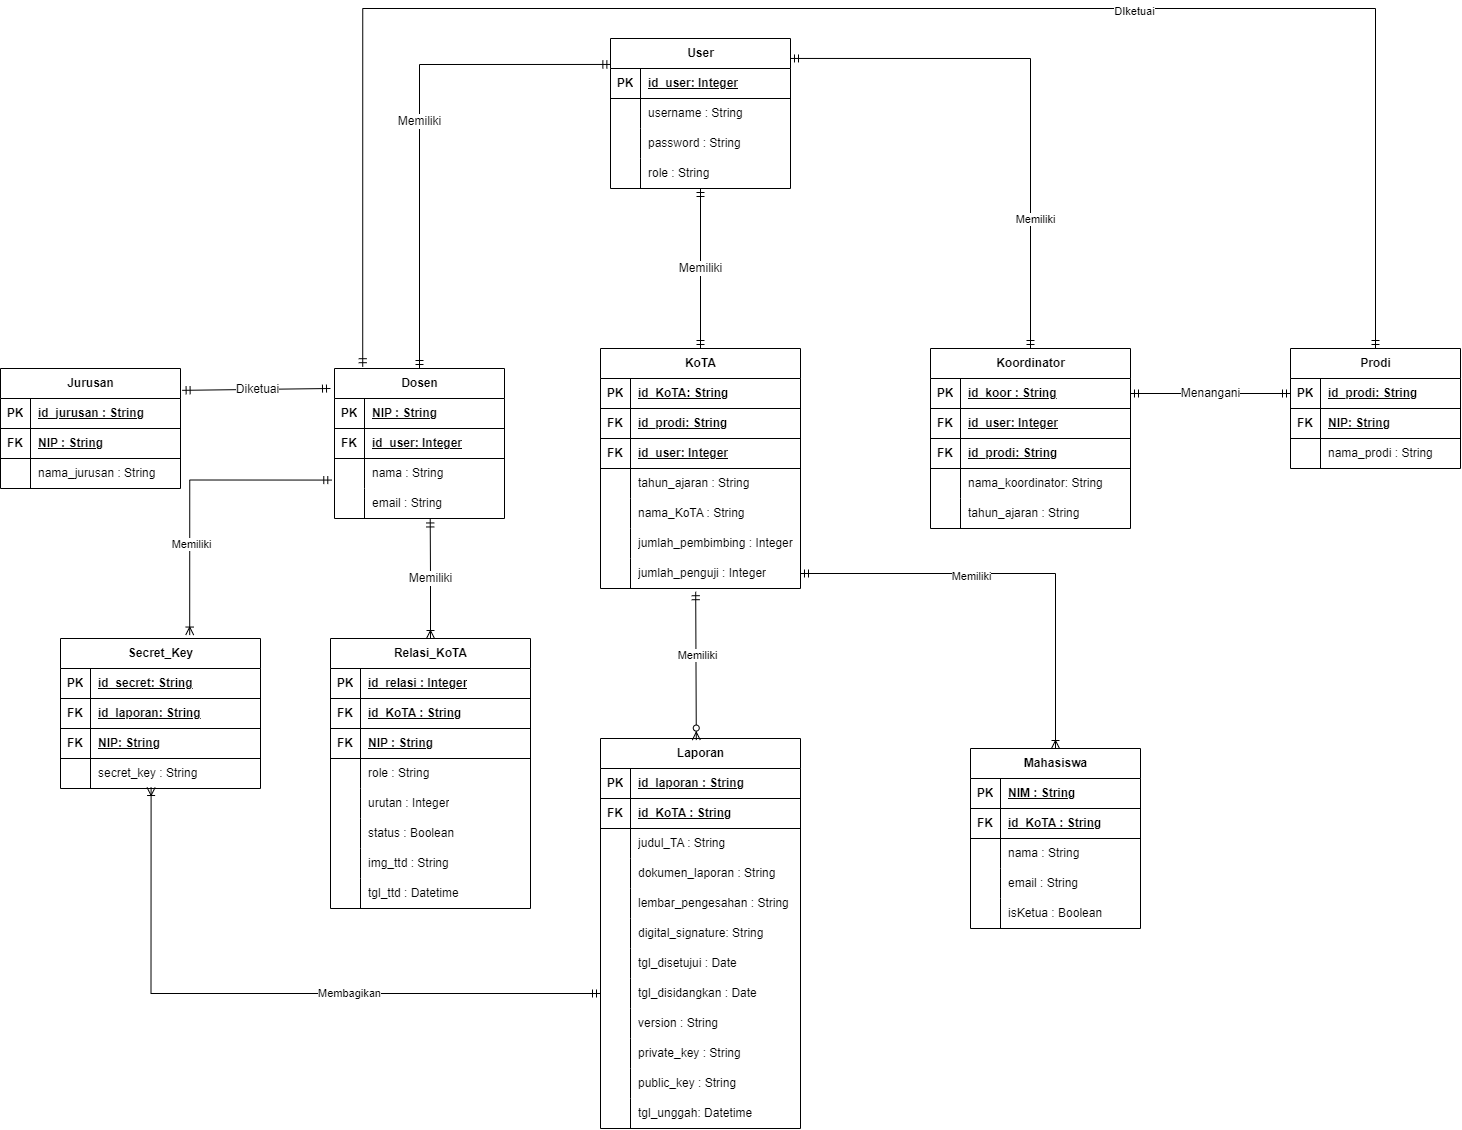 DIketuai
User
PK id_user: Integer
username : String
password : String
role : String
Memiliki
Memiliki
Memiliki
Jurusan
PK id_jurusan : String
FK NIP : String
nama_jurusan : String
Diketuai
Dosen
PK NIP : String
FK id_user: Integer
nama : String
email : String
KoTA
PK id_KoTA: String
FK id_prodi: String
FK id_user: Integer
tahun_ajaran : String
nama_KoTA : String
jumlah_pembimbing : Integer
jumlah_penguji : Integer
Koordinator
PK id_koor : String
FK id_user: Integer
FK id_prodi: String
nama_koordinator: String
tahun_ajaran : String
Menangani
Prodi
PK id_prodi: String
FK NIP: String
nama_prodi : String
Memiliki
Memiliki
Memiliki
Memiliki
Secret_Key
PK id_secret: String
FK id_laporan: String
FK NIP: String
secret_key : String
Relasi_KoTA
PK id_relasi : Integer
FK id_KoTA : String
FK NIP : String
role : String
urutan : Integer
status : Boolean
img_ttd : String
tgl_ttd : Datetime
Laporan
PK id_laporan : String
FK id_KoTA : String
judul_TA : String
dokumen_laporan : String
lembar_pengesahan : String
digital_signature: String
tgl_disetujui : Date
tgl_disidangkan : Date
version : String
private_key : String
public_key : String
tgl_unggah: Datetime
Mahasiswa
PK NIM : String
FK id_KoTA : String
nama : String
email : String
isKetua : Boolean
Membagikan